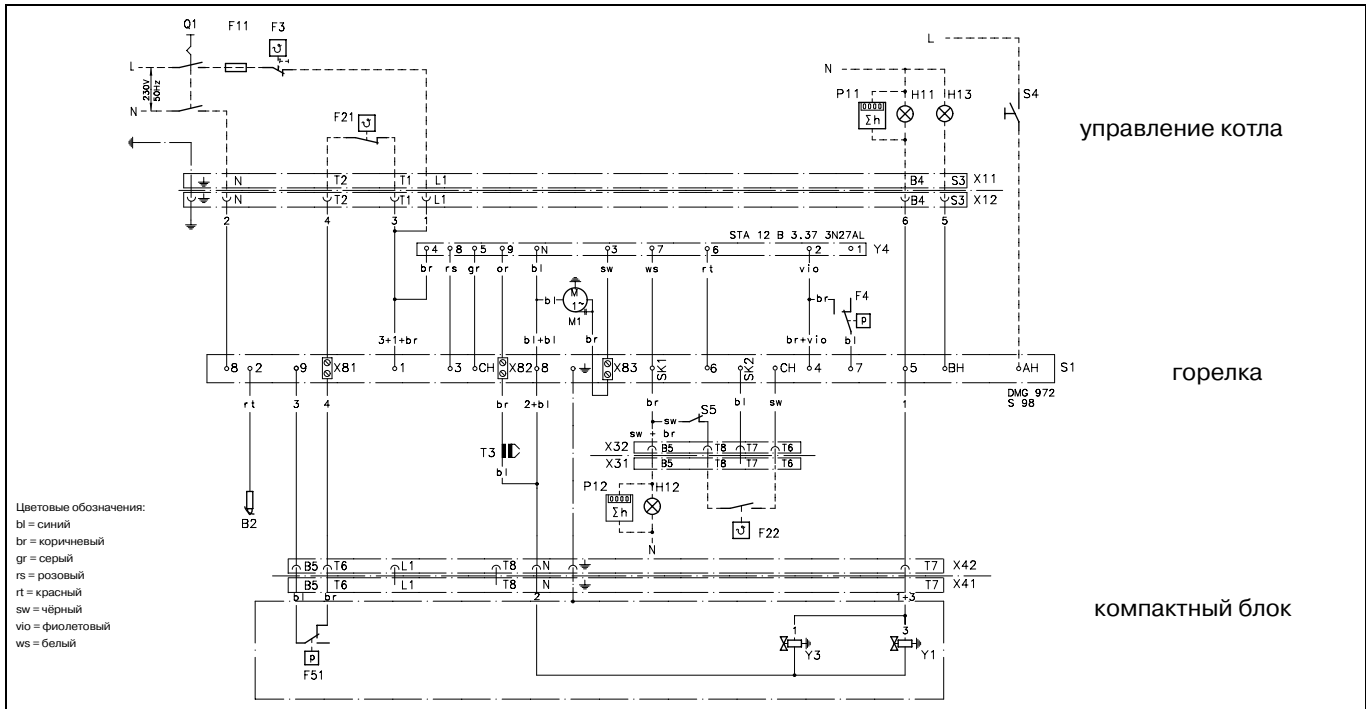 Q1 F11 F3
L
230V 50Hz
N
F21
L
N
P11 H11 H13 S4
Σh
управление котла
N T2 T1 L1 B4 S3 X11
N T2 T1 L1 B4 S3 X12
2 4 3 1 6 5
STA 12 B 3.37 3N27AL
4 8 5 9 N 3 7 6 2 1 Y4
br rs gr or bl sw ws rt vio
bl M 1~ br F4
M1 P
3+1+br bl+bl br br+vio bl
8 2 9 X81 1 3 CH X82 8 X83 SK1 6 SK2 CH 4 7 5 BH AH S1
горелка
DMG 972
S 98
rt 3 4 br 2+bl br bl sw 1
sw S5
sw + br
T3
X32 B5 T8 T7 T6
X31 B5 T8 T7 T6
bl
P12 H12
Σh
F22
B2
N
Цветовые обозначения:
bl = синий
br = коричневый
gr = серый
rs = розовый
rt = красный
sw = чёрный
vio = фиолетовый
ws = белый
B5 T6 L1 T8 N T7 X42
B5 T6 L1 T8 N T7 X41
bl br 2 1+3
компактный блок
1 3
P Y3 Y1
F51